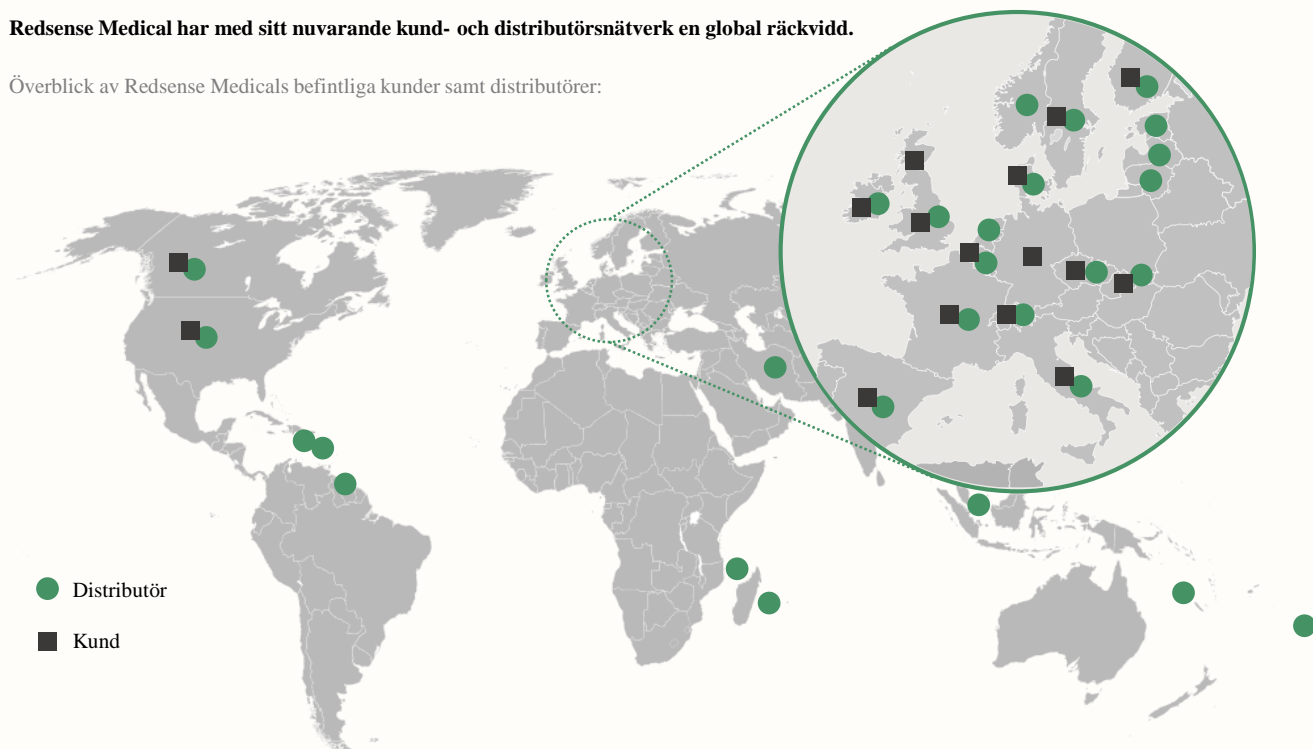 Redsense Medical har med sitt nuvarande kund- och distributörsnätverk en global räckvidd.
Överblick av Redsense Medicals befintliga kunder samt distributörer:
Distributör
Kund